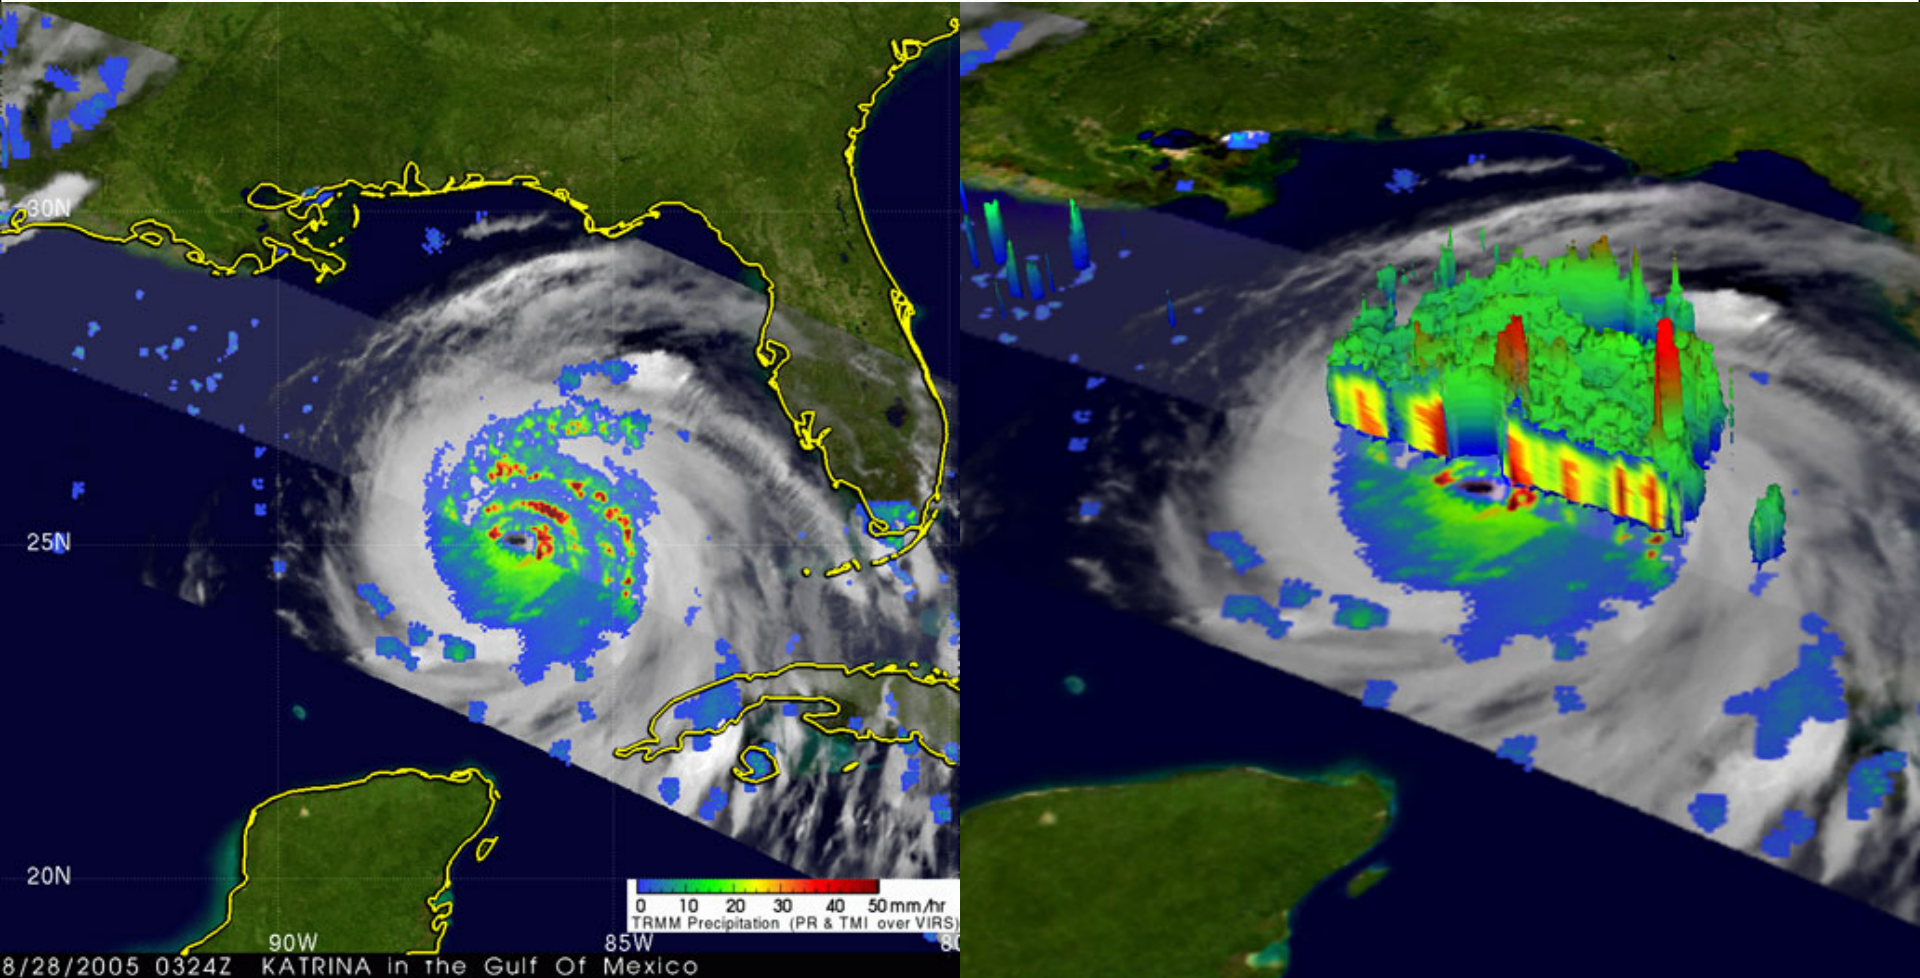 30N
25N
20N
90W
85W
80
0 10 20 30 40 50 mm/hr
TRMM Precipitation (PR & TMI over VIRS)
8/28/2005 0324Z KATRINA in The Gulf Of Mexico